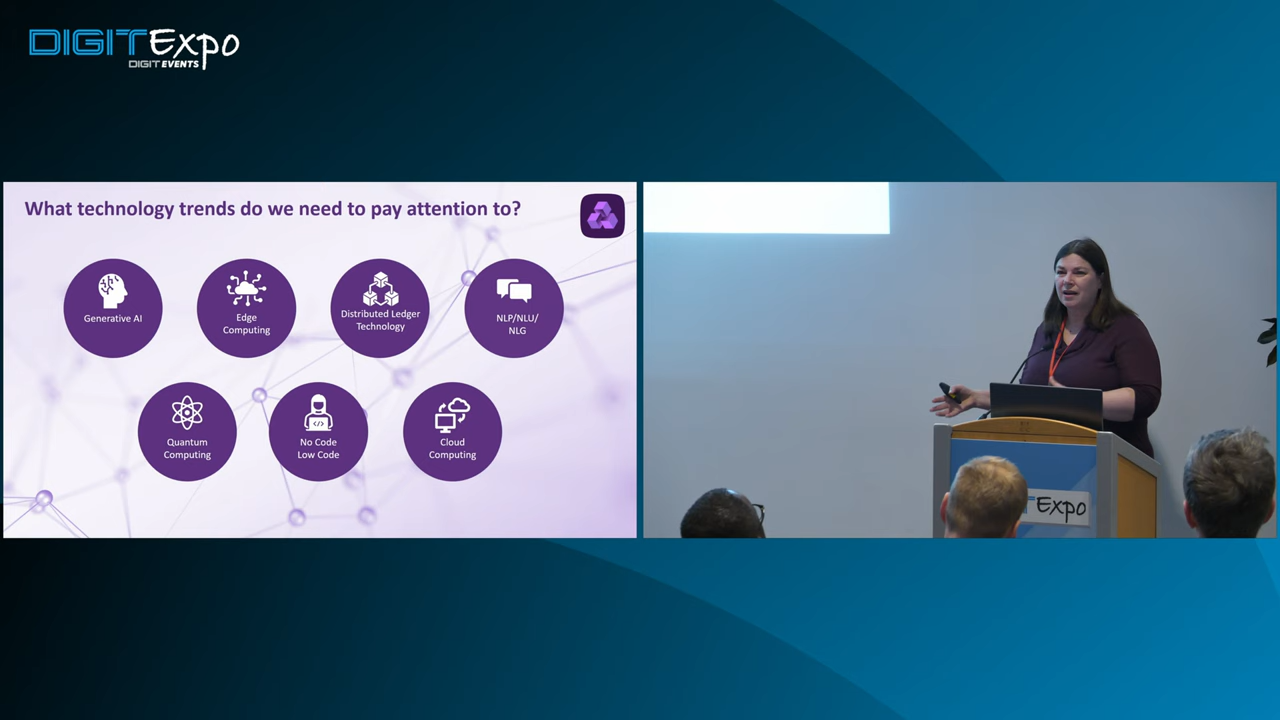 DIGIT Expo
DIGIT EVENTS
What technology trends do we need to pay attention to?
Generative AI
Edge
Computing
Distributed Ledger
Technology
NLP/NLU/
NLG
Quantum
Computing
</>
No Code
Low Code
Cloud
Computing
Expo